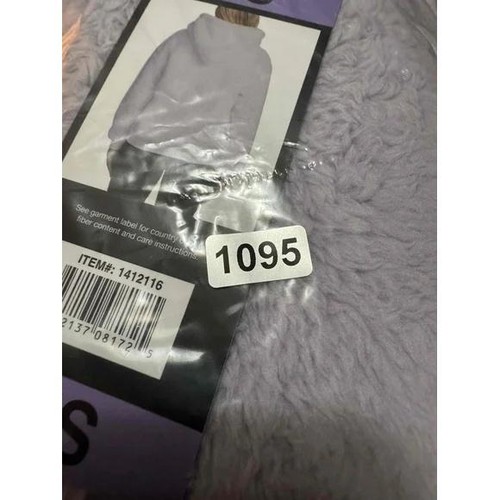 See garment label for country
fiber content and care instructions.
1095
ITEM#: 1412116
2137 08172 5
S